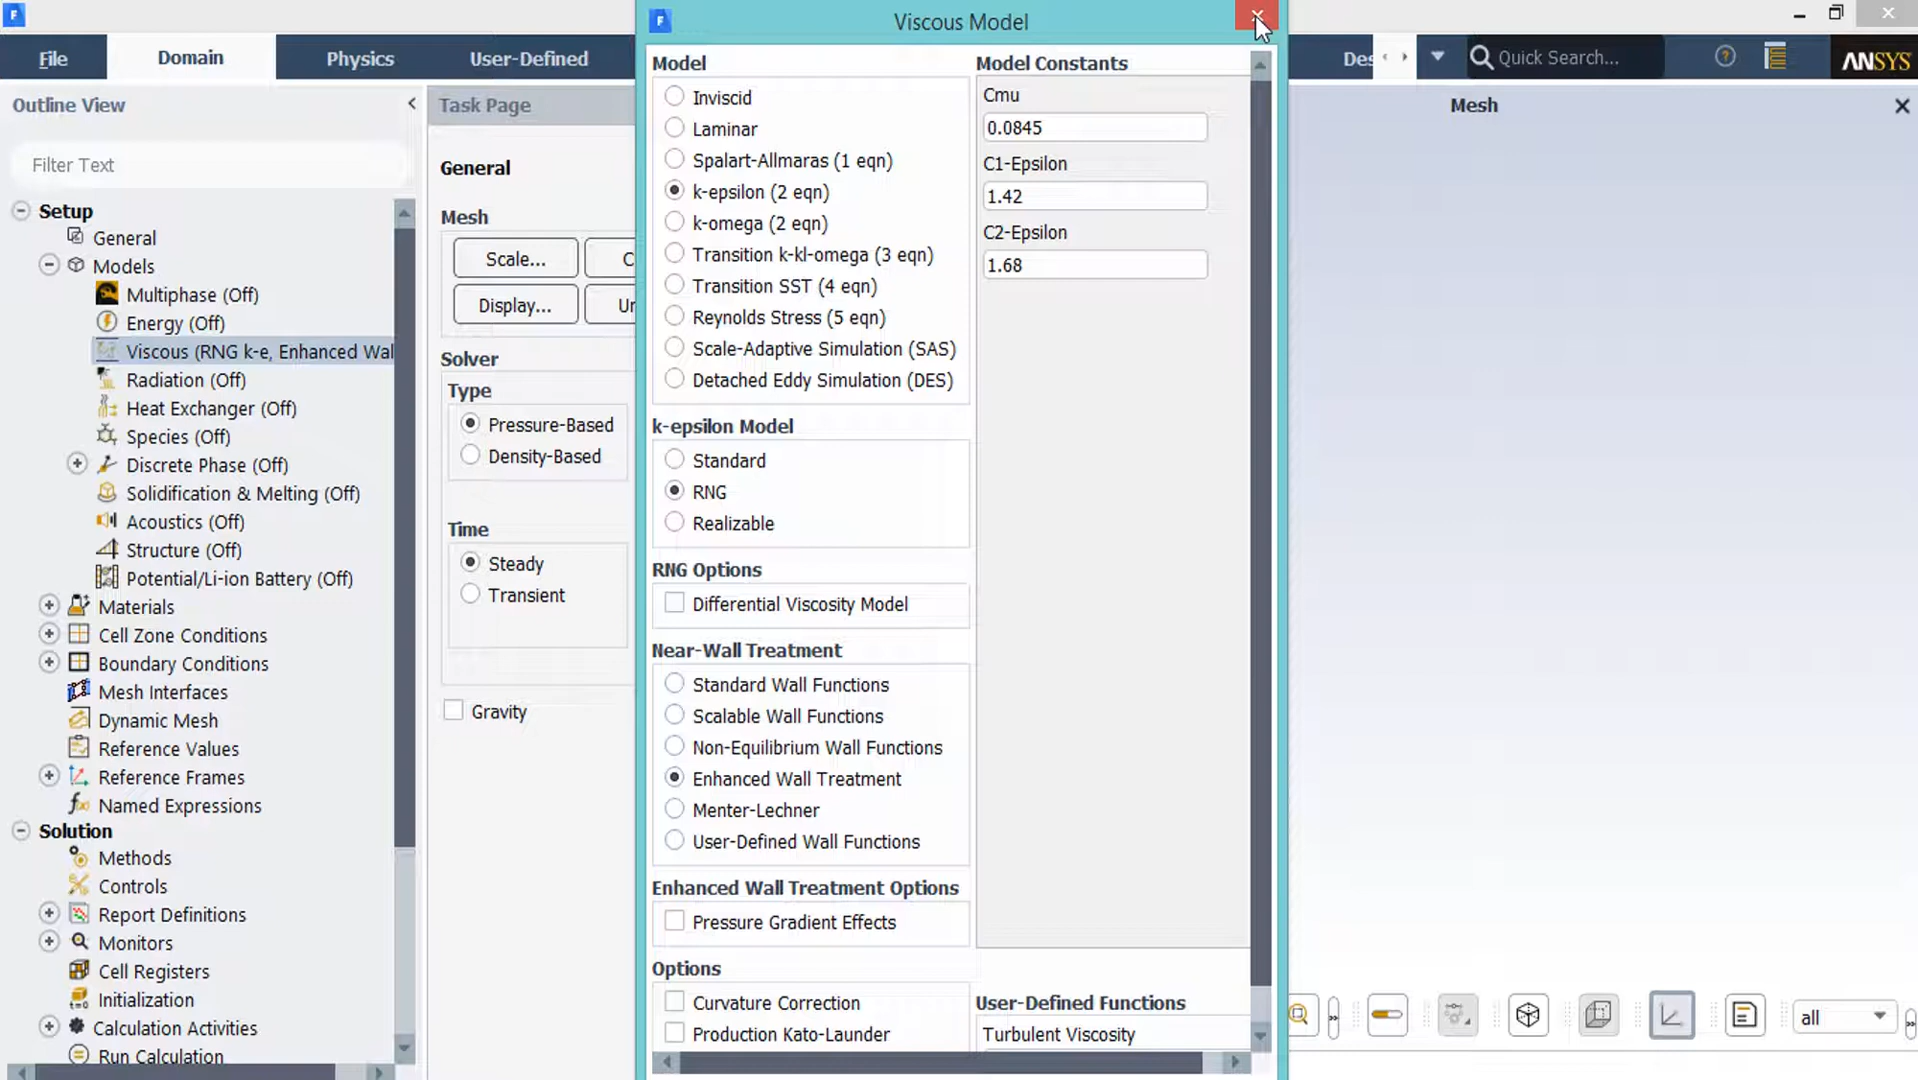 Viscous Model
File
Domain
Physics
User-Defined
Des
Quick Search...
ANSYS
Outline View
Filter Text
Setup
General
Models
Multiphase (Off)
Energy (Off)
Viscous (RNG k-e, Enhanced Wal
Radiation (Off)
Heat Exchanger (Off)
Species (Off)
Discrete Phase (Off)
Solidification & Melting (Off)
Acoustics (Off)
Structure (Off)
Potential/Li-ion Battery (Off)
Materials
Cell Zone Conditions
Boundary Conditions
Mesh Interfaces
Dynamic Mesh
Reference Values
Reference Frames
Named Expressions
Solution
Methods
Controls
Report Definitions
Monitors
Cell Registers
Initialization
Calculation Activities
Run Calculation
Task Page
General
Mesh
Scale...
C
Display...
Un
Solver
Type
Pressure-Based
Density-Based
Time
Steady
Transient
Gravity
Model
Inviscid
Laminar
Spalart-Allmaras (1 eqn)
k-epsilon (2 eqn)
k-omega (2 eqn)
Transition k-kl-omega (3 eqn)
Transition SST (4 eqn)
Reynolds Stress (5 eqn)
Scale-Adaptive Simulation (SAS)
Detached Eddy Simulation (DES)
k-epsilon Model
Standard
RNG
Realizable
RNG Options
Differential Viscosity Model
Near-Wall Treatment
Standard Wall Functions
Scalable Wall Functions
Non-Equilibrium Wall Functions
Enhanced Wall Treatment
Menter-Lechner
User-Defined Wall Functions
Enhanced Wall Treatment Options
Pressure Gradient Effects
Options
Curvature Correction
Production Kato-Launder
Model Constants
Cmu
0.0845
C1-Epsilon
1.42
C2-Epsilon
1.68
User-Defined Functions
Turbulent Viscosity
Mesh
all